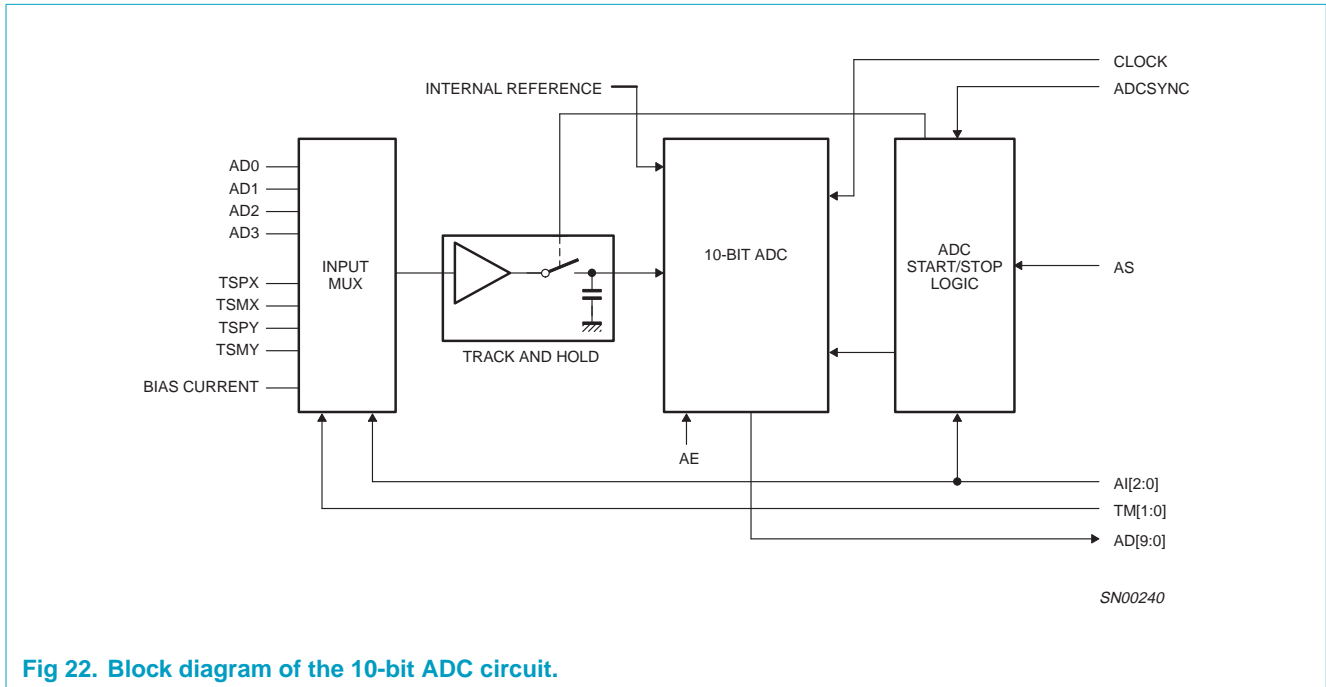 CLOCK
INTERNAL REFERENCE
ADCSYNC
AD0
AD1
AD2
AD3
TSPX
TSMX
TSPY
TSMY
BIAS CURRENT
INPUT
MUX
TRACK AND HOLD
10-BIT ADC
ADC
START/STOP
LOGIC
AS
AE
AI[2:0]
TM[1:0]
AD[9:0]
SN00240
Fig 22. Block diagram of the 10-bit ADC circuit.